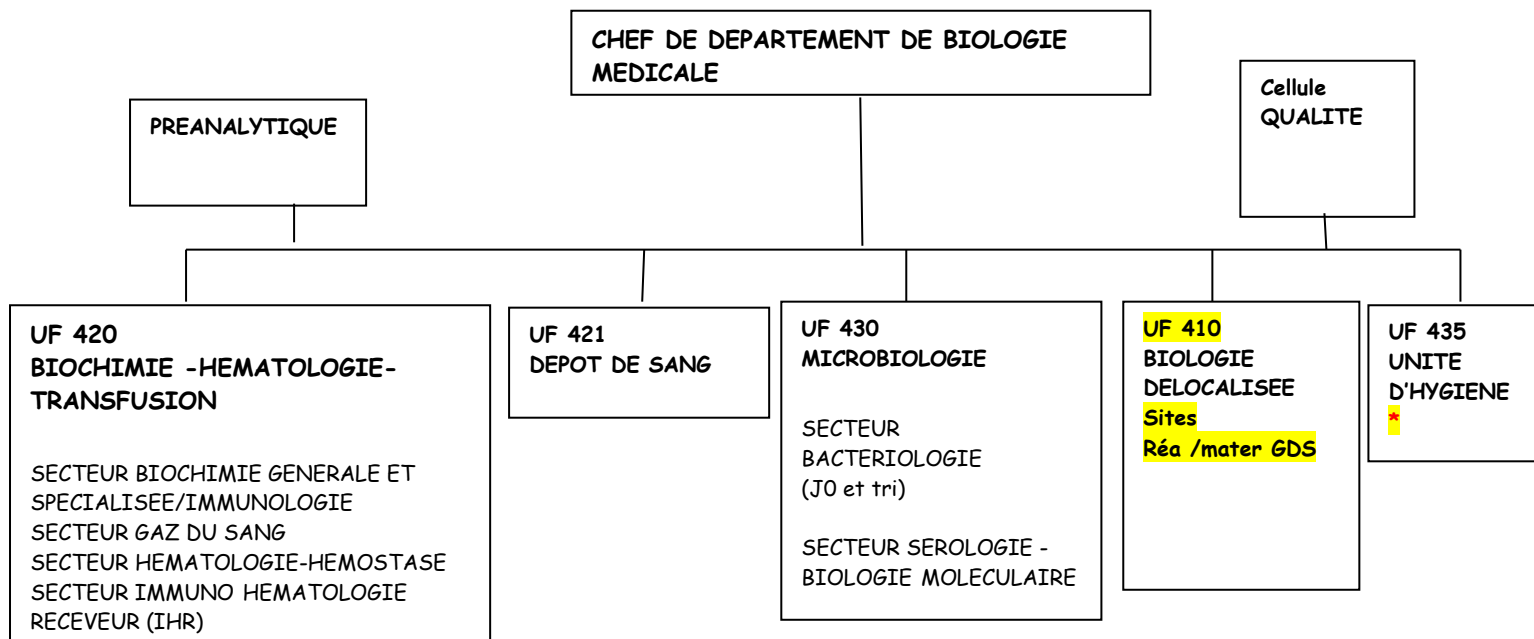 CHEF DE DEPARTEMENT DE BIOLOGIE
MEDICALE
PREANALYTIQUE
Cellule
QUALITE
UF 420
BIOCHIMIE -HEMATOLOGIE-
TRANSFUSION
SECTEUR BIOCHIMIE GENERALE ET
SPECIALISEE/IMMUNOLOGIE
SECTEUR GAZ DU SANG
SECTEUR HEMATOLOGIE-HEMOSTASE
SECTEUR IMMUNO HEMATOLOGIE
RECEVEUR (IHR)
UF 421
DEPOT DE SANG
UF 430
MICROBIOLOGIE
SECTEUR
BACTERIOLOGIE
(J0 et tri)
SECTEUR SEROLOGIE -
BIOLOGIE MOLECULAIRE
UF 410
BIOLOGIE
DELOCALISEE
Sites
Réa /mater GDS
UF 435
UNITE
D'HYGIENE
*